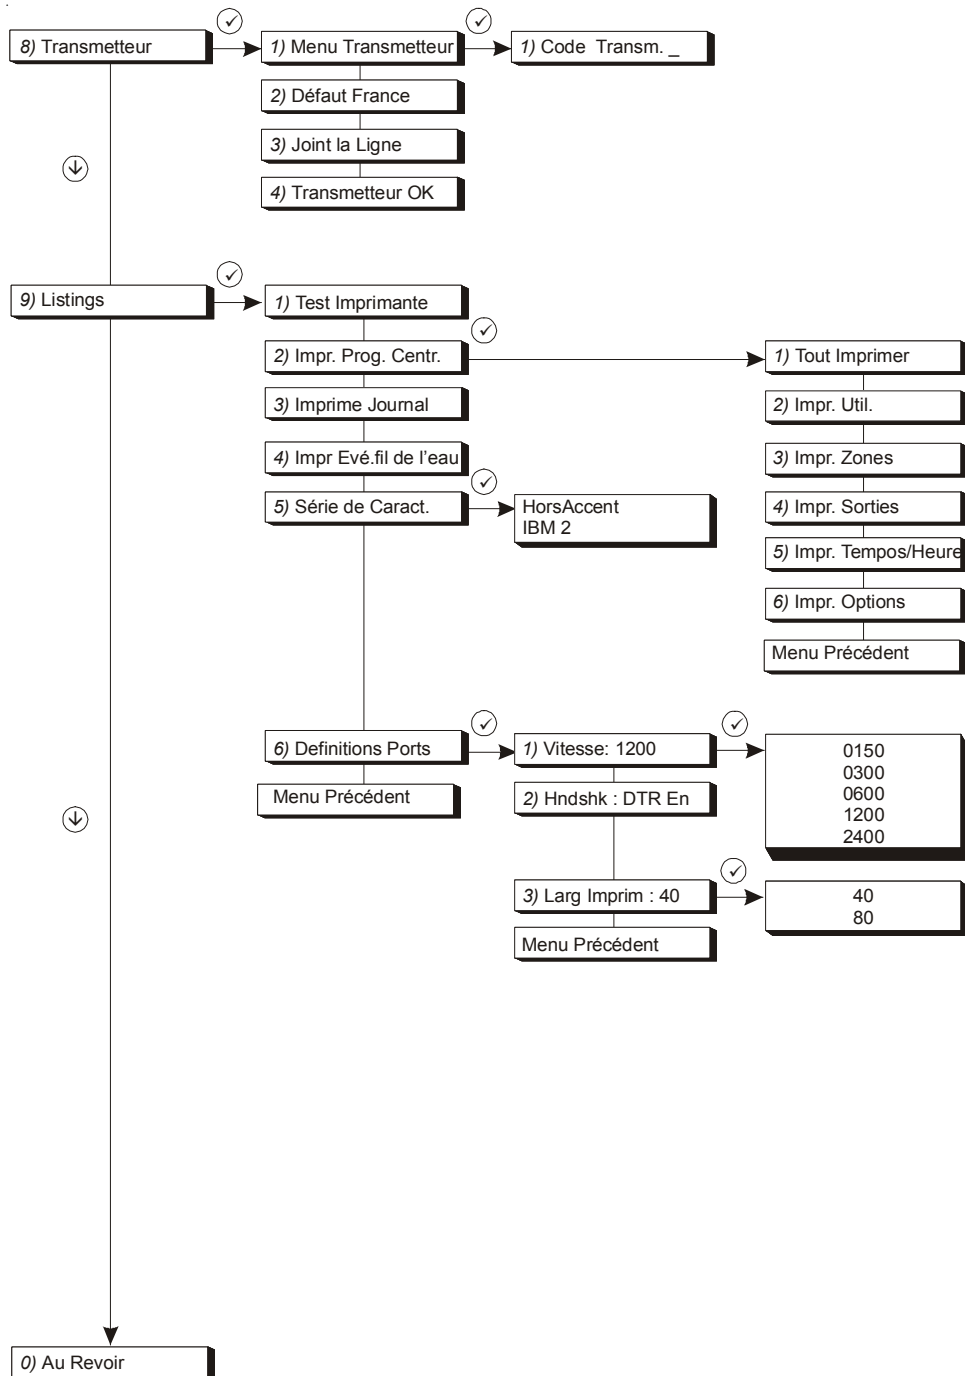 8) Transmetteur
1) Menu Transmetteur
1) Code  Transm. _
2) Défaut France
3) Joint la Ligne
4) Transmetteur OK
9) Listings
1) Test Imprimante
2) Impr. Prog. Centr.
1) Tout Imprimer
3) Imprime Journal
2) Impr. Util.
4) Impr Evé.fil de l'eau
3) Impr. Zones
5) Série de Caract.
HorsAccent
IBM 2
4) Impr. Sorties
5) Impr. Tempos/Heure
6) Impr. Options
Menu Précédent
6) Definitions Ports
1) Vitesse: 1200
0150
0300
0600
1200
2400
Menu Précédent
2) Hndshk : DTR En
3) Larg Imprim : 40
40
80
Menu Précédent
0) Au Revoir